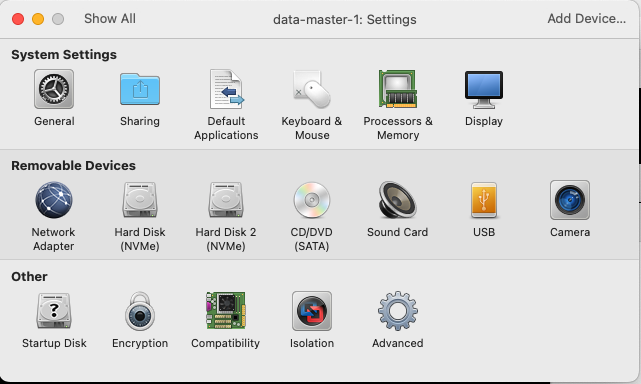 Show All
data-master-1: Settings
Add Device...
System Settings
General
Sharing
Default
Applications
Keyboard &
Mouse
Processors &
Memory
Display
Removable Devices
Network
Adapter
Hard Disk
(NVMe)
Hard Disk 2
(NVMe)
CD/DVD
(SATA)
Sound Card
USB
Camera
Other
?
Startup Disk
Encryption
Compatibility
Isolation
Advanced